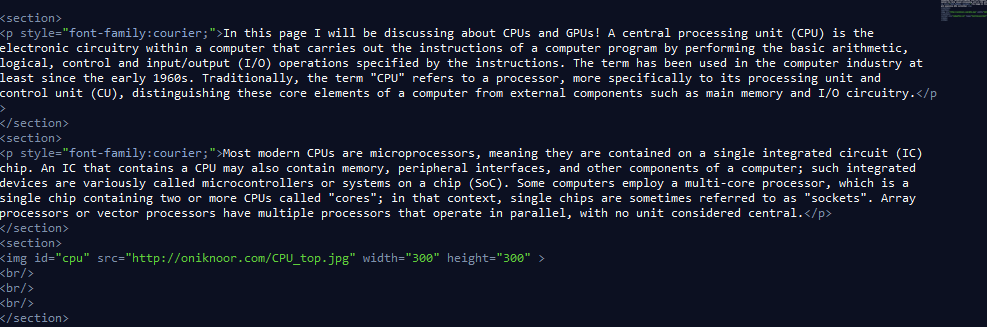 <section>
<p style="font-family:courier;">In this page I will be discussing about CPUs and GPUs! A central processing unit (CPU) is the
electronic circuitry within a computer that carries out the instructions of a computer program by performing the basic arithmetic,
logical, control and input/output (I/O) operations specified by the instructions. The term has been used in the computer industry at
least since the early 1960s. Traditionally, the term "CPU" refers to a processor, more specifically to its processing unit and
control unit (CU), distinguishing these core elements of a computer from external components such as main memory and I/O circuitry.</p
>
</section>
<section>
<p style="font-family:courier;">Most modern CPUs are microprocessors, meaning they are contained on a single integrated circuit (IC)
chip. An IC that contains a CPU may also contain memory, peripheral interfaces, and other components of a computer; such integrated
devices are variously called microcontrollers or systems on a chip (SoC). Some computers employ a multi-core processor, which is a
single chip containing two or more CPUs called "cores"; in that context, single chips are sometimes referred to as "sockets". Array
processors or vector processors have multiple processors that operate in parallel, with no unit considered central.</p>
</section>
<section>
<img id="cpu" src="http://oniknoor.com/CPU_top.jpg" width="300" height="300" >
<br/>
<br/>
<br/>
</section>